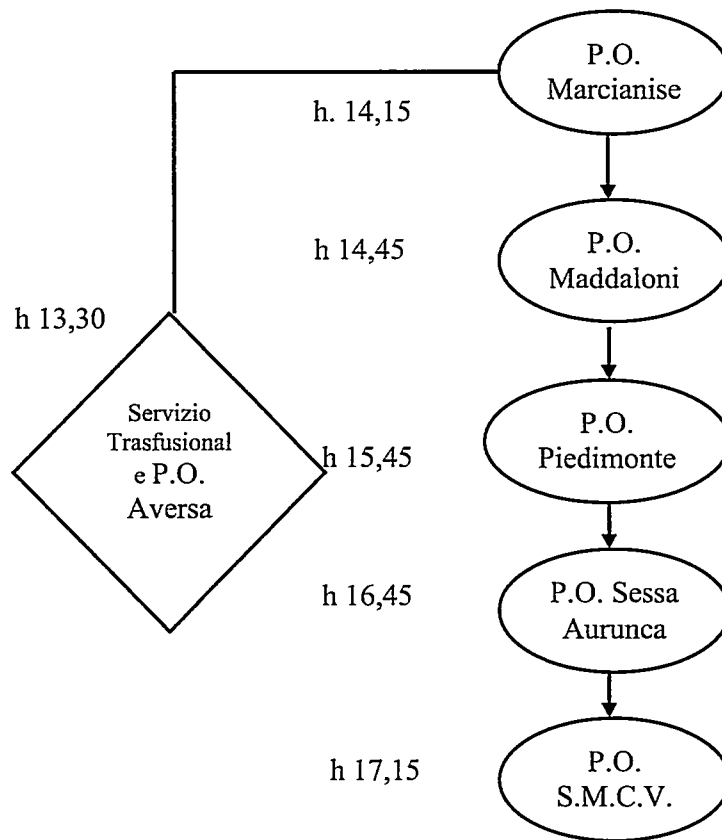 P.O.
Marcianise
h. 14,15
P.O.
Maddaloni
h 14,45
h 13,30
Servizio
Trasfusional
e P.O.
Aversa
P.O.
Piedimonte
h 15,45
P.O. Sessa
Aurunca
h 16,45
P.O.
S.M.C.V.
h 17,15